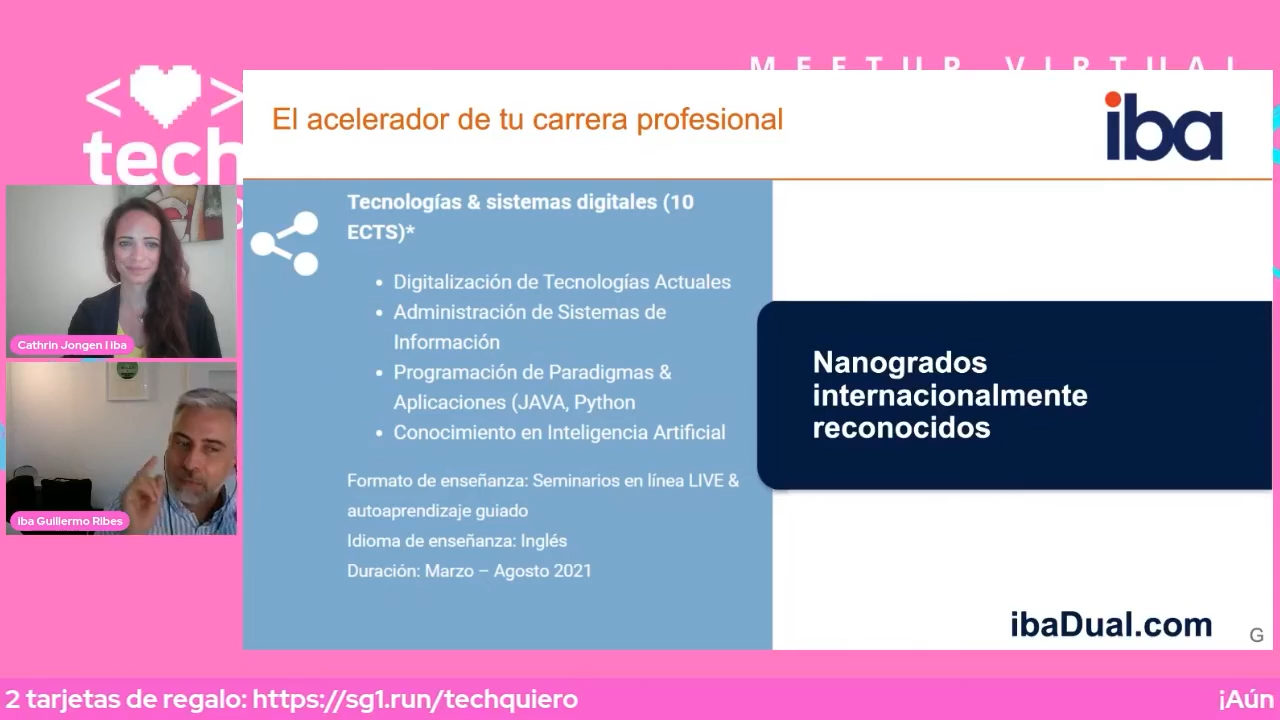 MEETUP VIRTUAL
< >
tech
El acelerador de tu carrera profesional
iba
Tecnologías & sistemas digitales (10
ECTS)*
• Digitalización de Tecnologías Actuales
• Administración de Sistemas de
Información
• Programación de Paradigmas &
Aplicaciones (JAVA, Python
• Conocimiento en Inteligencia Artificial
Formato de enseñanza: Seminarios en línea LIVE &
autoaprendizaje guiado
Idioma de enseñanza: Inglés
Duración: Marzo – Agosto 2021
Nanogrados
internacionalmente
reconocidos
ibaDual.com
G
Cathrin Jongen I iba
iba Guillermo Ribes
2 tarjetas de regalo: https://sg1.run/techquiero
¡Aún